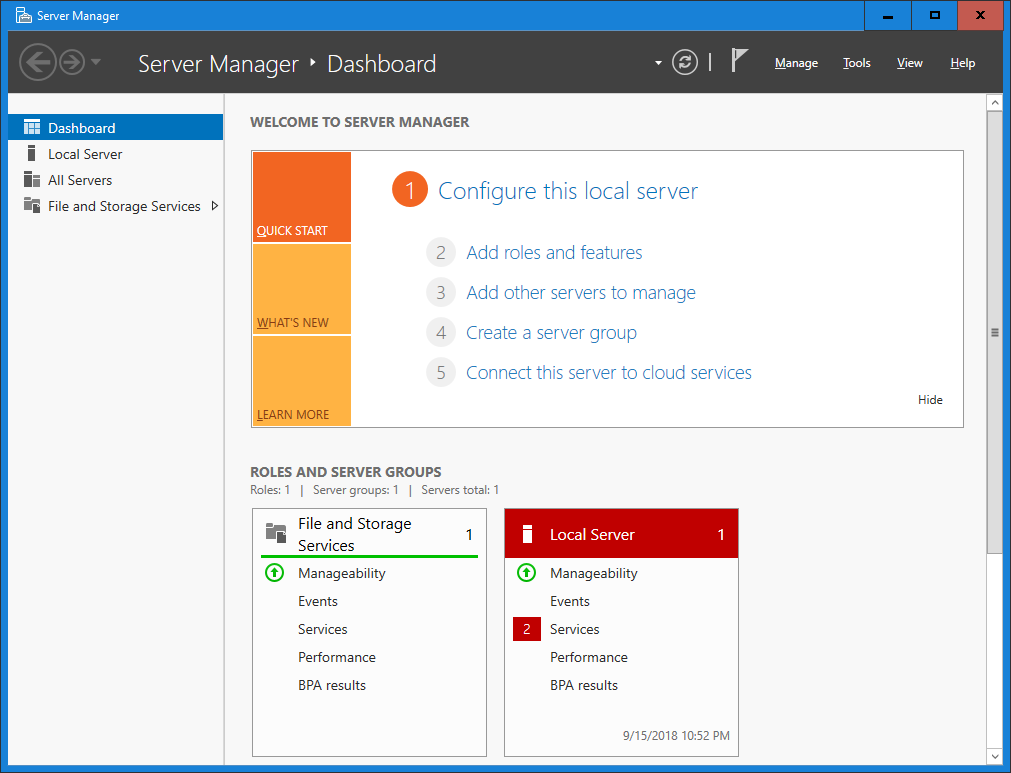 Server Manager
Server Manager ‣ Dashboard
Manage Tools View Help
Dashboard
Local Server
All Servers
File and Storage Services
WELCOME TO SERVER MANAGER
QUICK START
WHAT'S NEW
LEARN MORE
1 Configure this local server
2 Add roles and features
3 Add other servers to manage
4 Create a server group
5 Connect this server to cloud services
Hide
ROLES AND SERVER GROUPS
Roles: 1 | Server groups: 1 | Servers total: 1
File and Storage
Services 1
Manageability
Events
Services
Performance
BPA results
Local Server 1
Manageability
Events
2 Services
Performance
BPA results
9/15/2018 10:52 PM